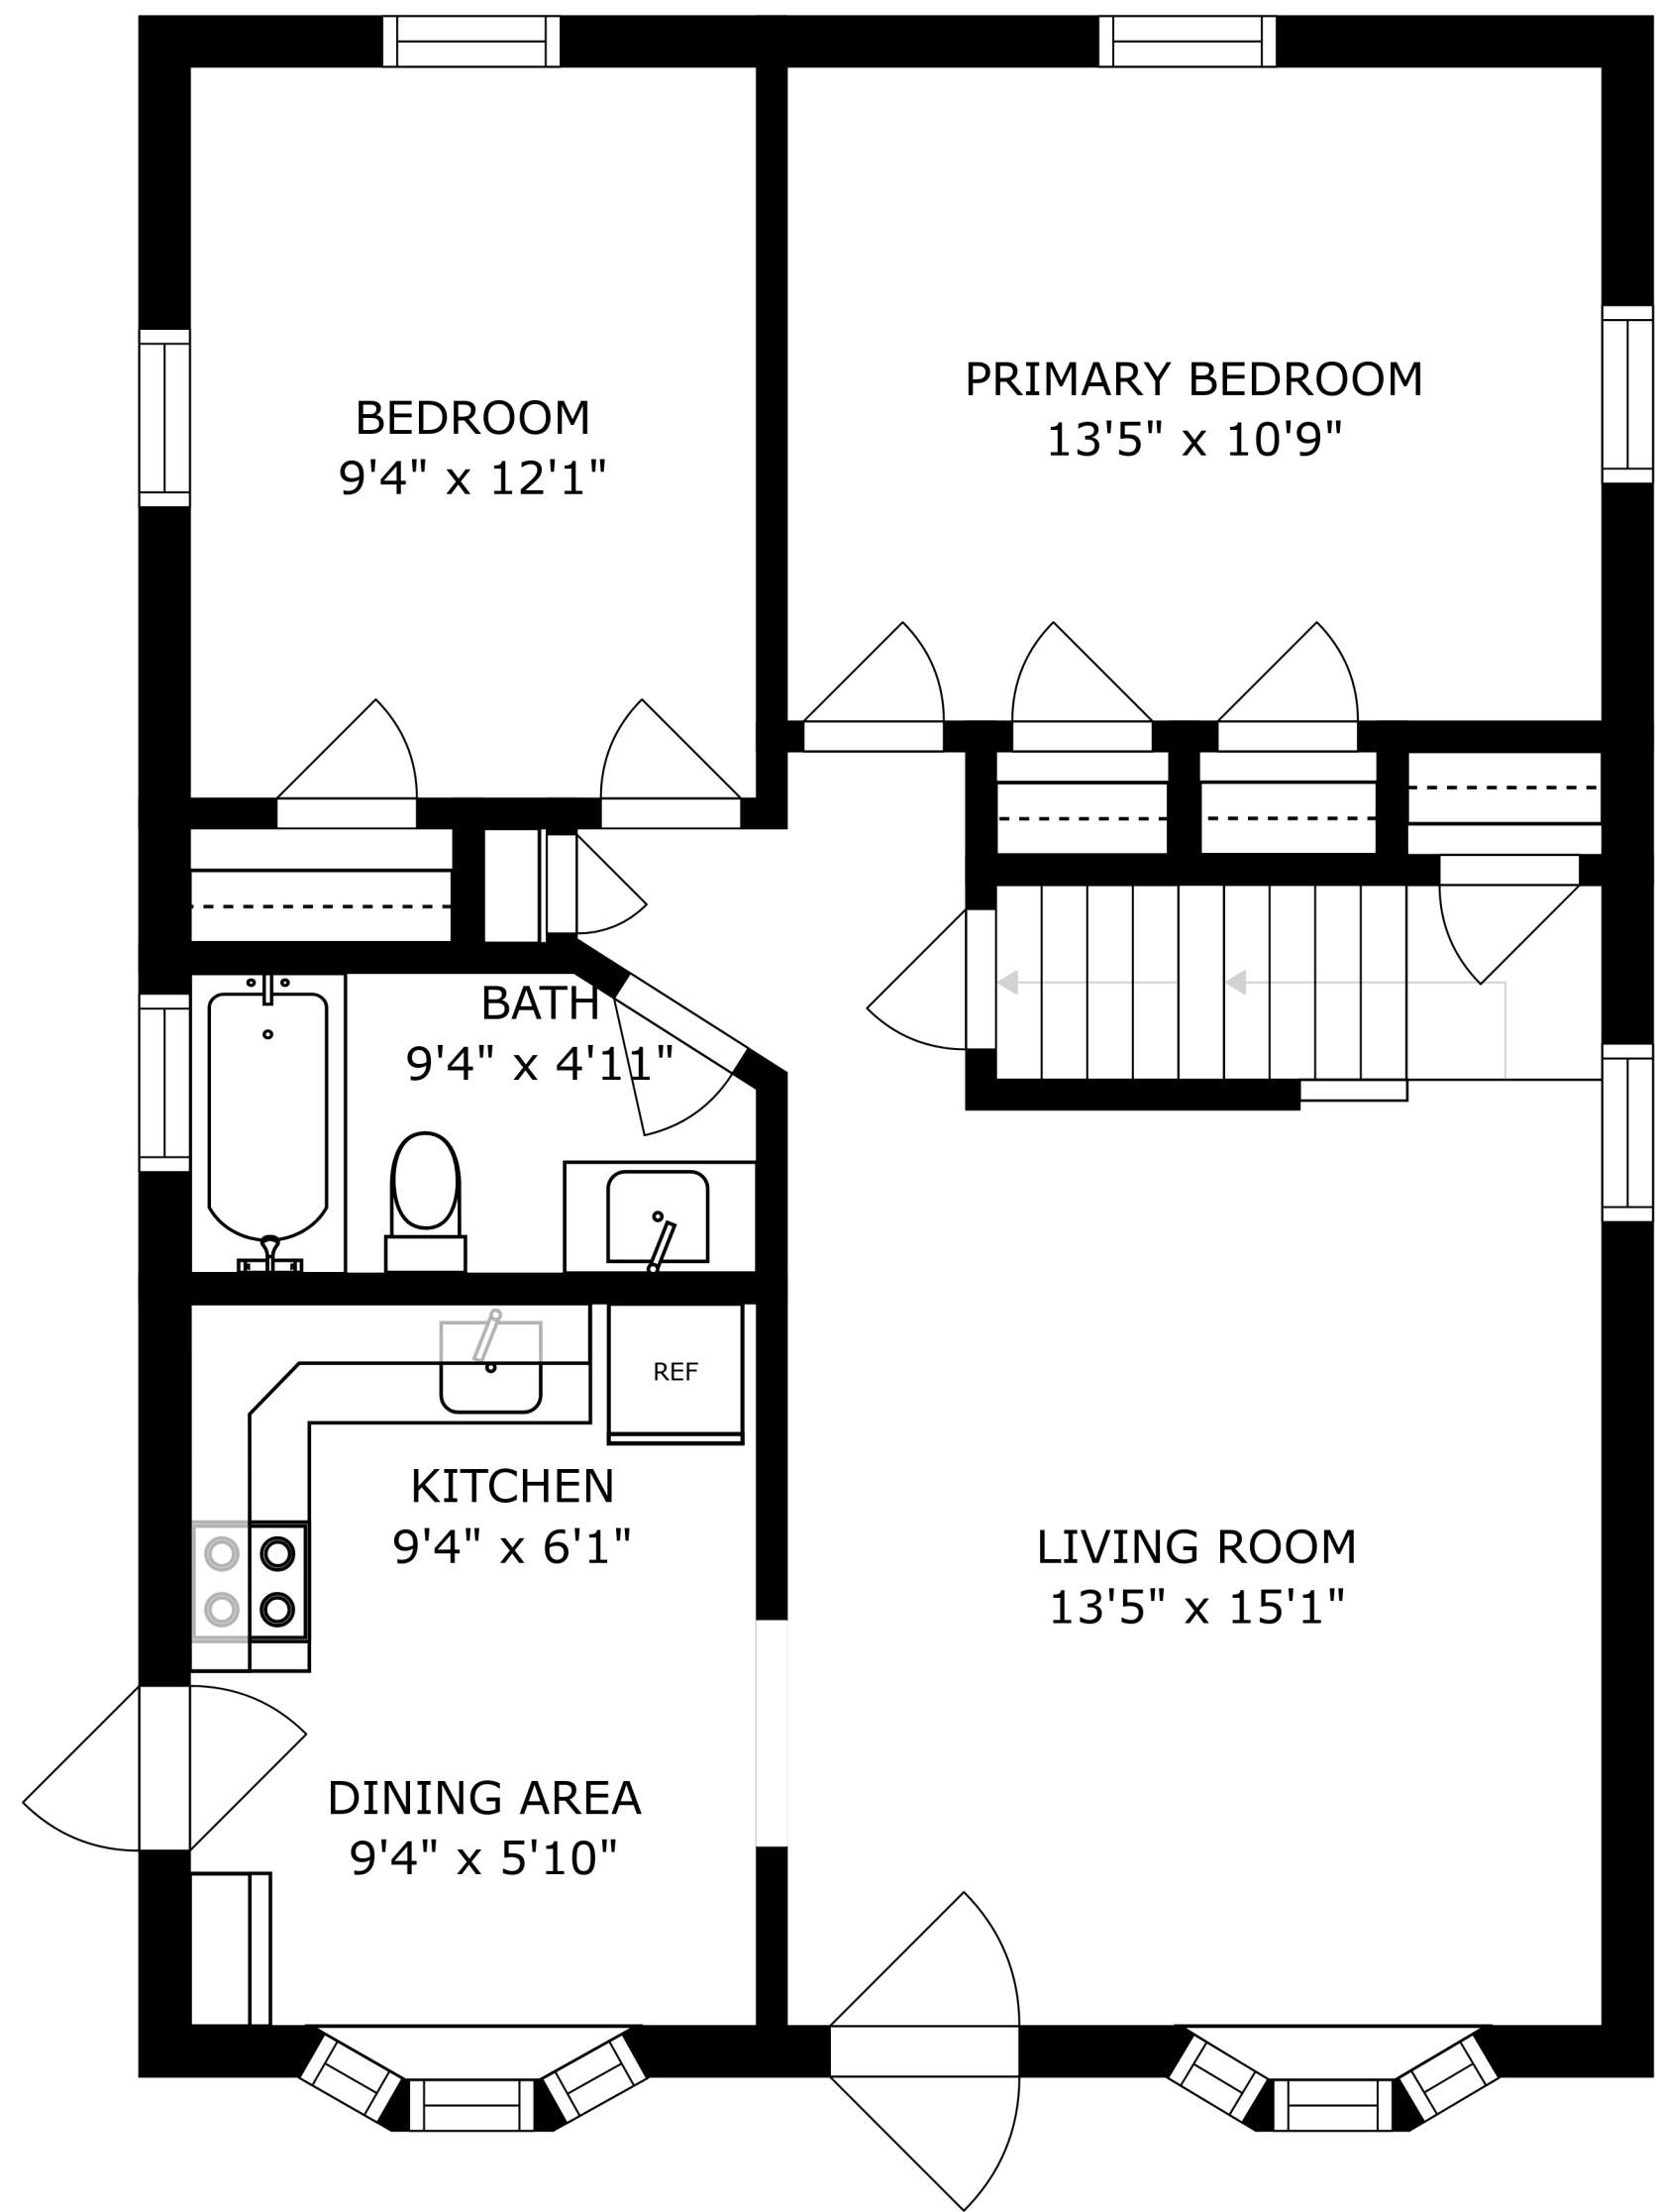 PRIMARY BEDROOM
13'5" x 10'9"
BEDROOM
9'4" x 12'1"
BATH
9'4" x 4'11"
REF
KITCHEN
9'4" x 6'1"
LIVING ROOM
13'5" x 15'1"
DINING AREA
9'4" x 5'10"